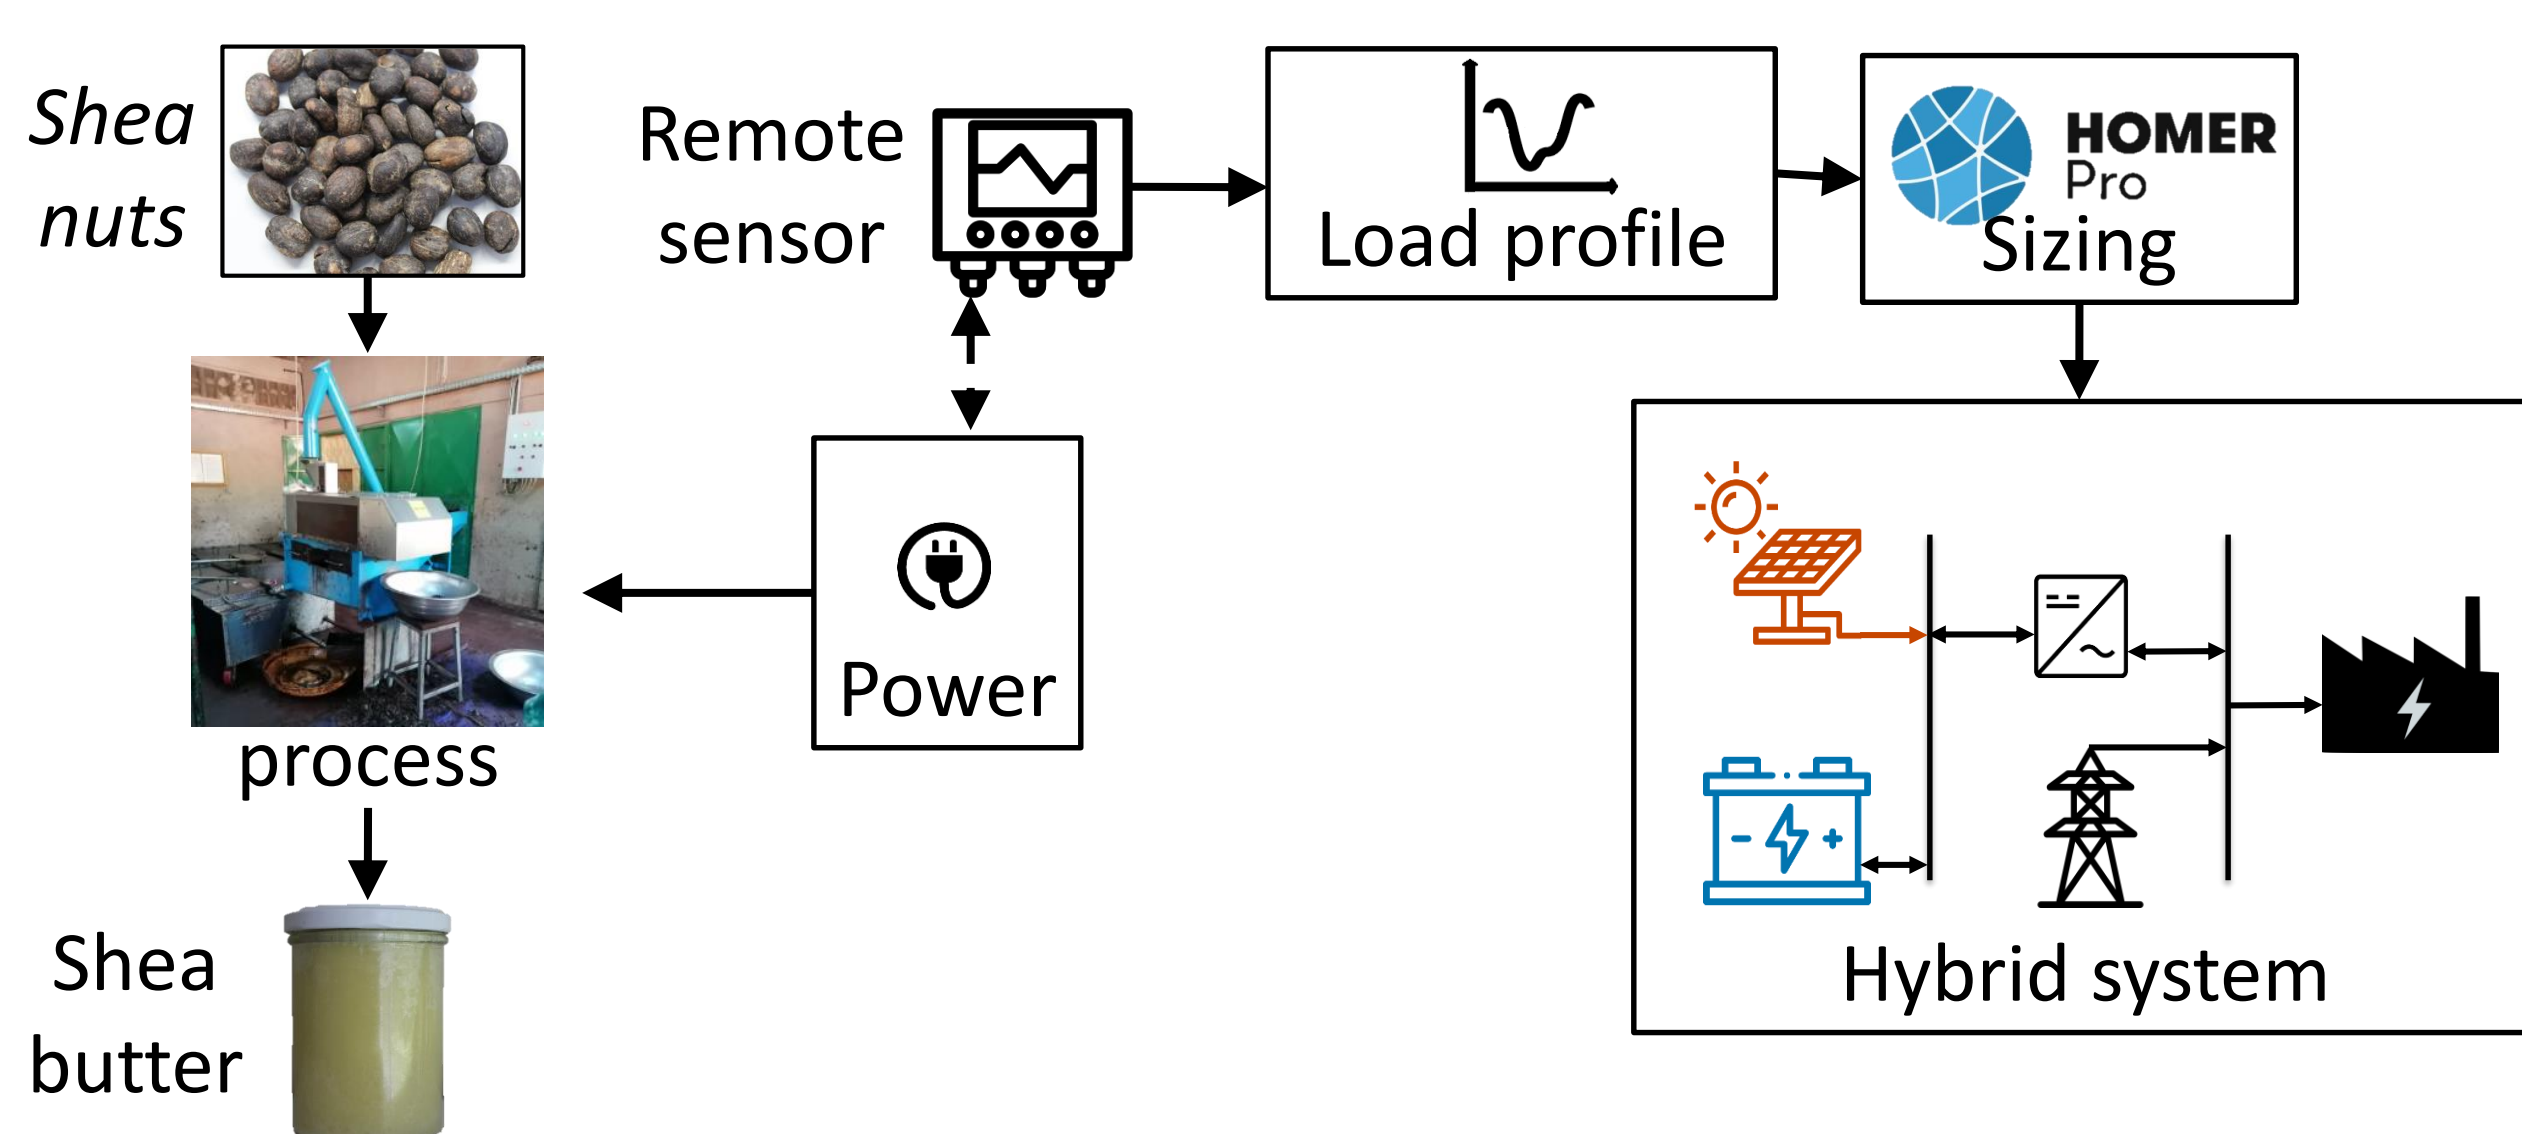 Shea
nuts
process
Shea
butter
Remote
sensor
Power
Load profile
HOMER
Pro
Sizing
Hybrid system